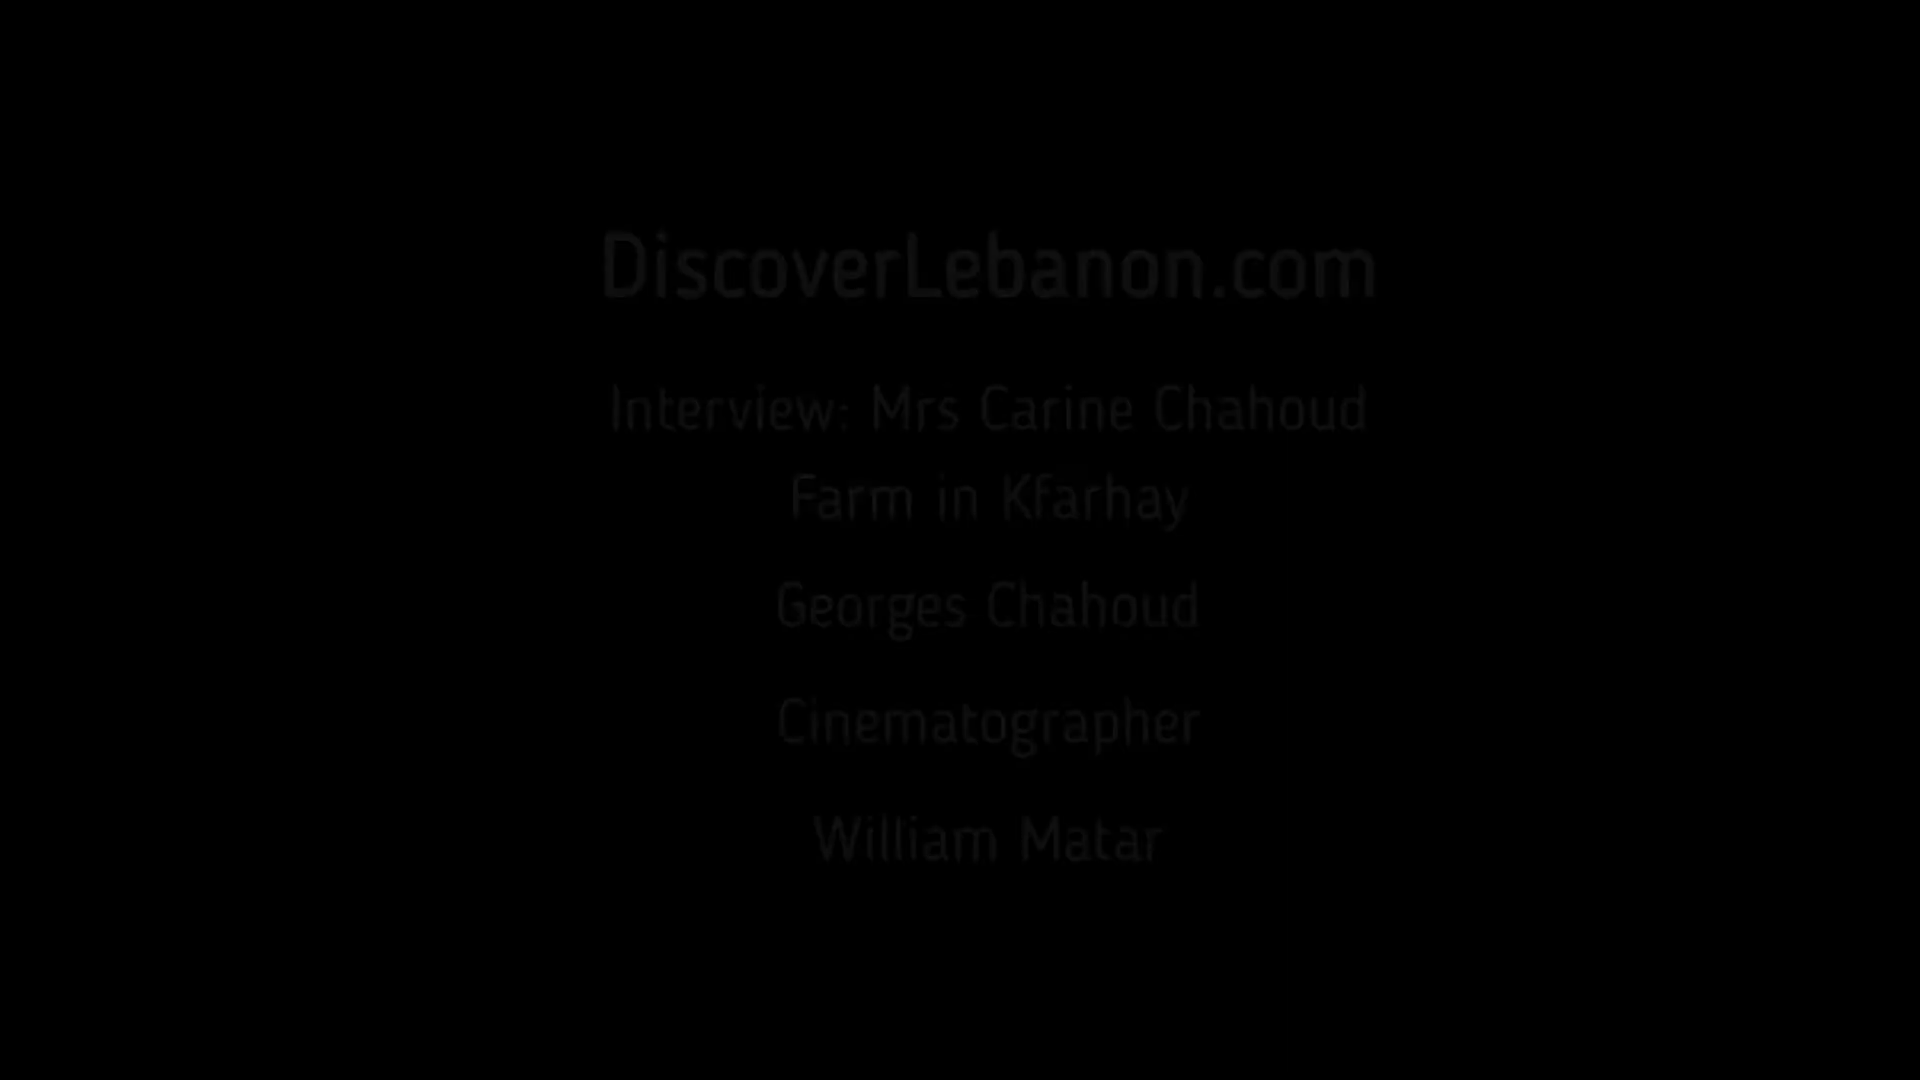 DiscoverLebanon.com
Interview: Mrs Carine Chahoud
Farm in Kfarhay
Georges Chahoud
Cinematographer
William Matar